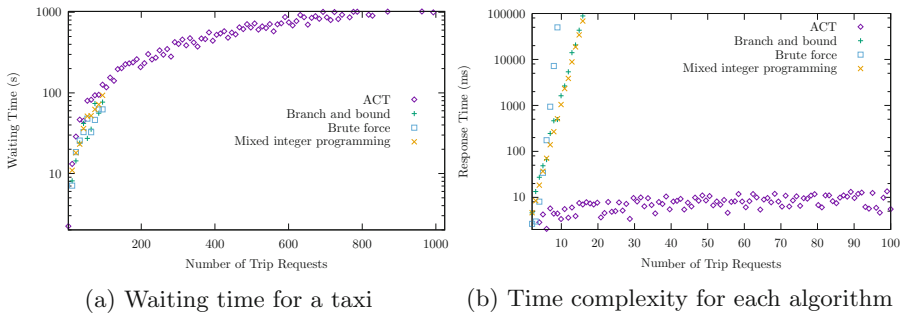 1000
100
10
Waiting Time (s)
ACT
Branch and bound
Brute force
Mixed integer programming
200 400 600 800 1000
Number of Trip Requests
(a) Waiting time for a taxi
100000
10000
1000
100
10
Response Time (ms)
ACT
Branch and bound
Brute force
Mixed integer programming
10 20 30 40 50 60 70 80 90 100
Number of Trip Requests
(b) Time complexity for each algorithm